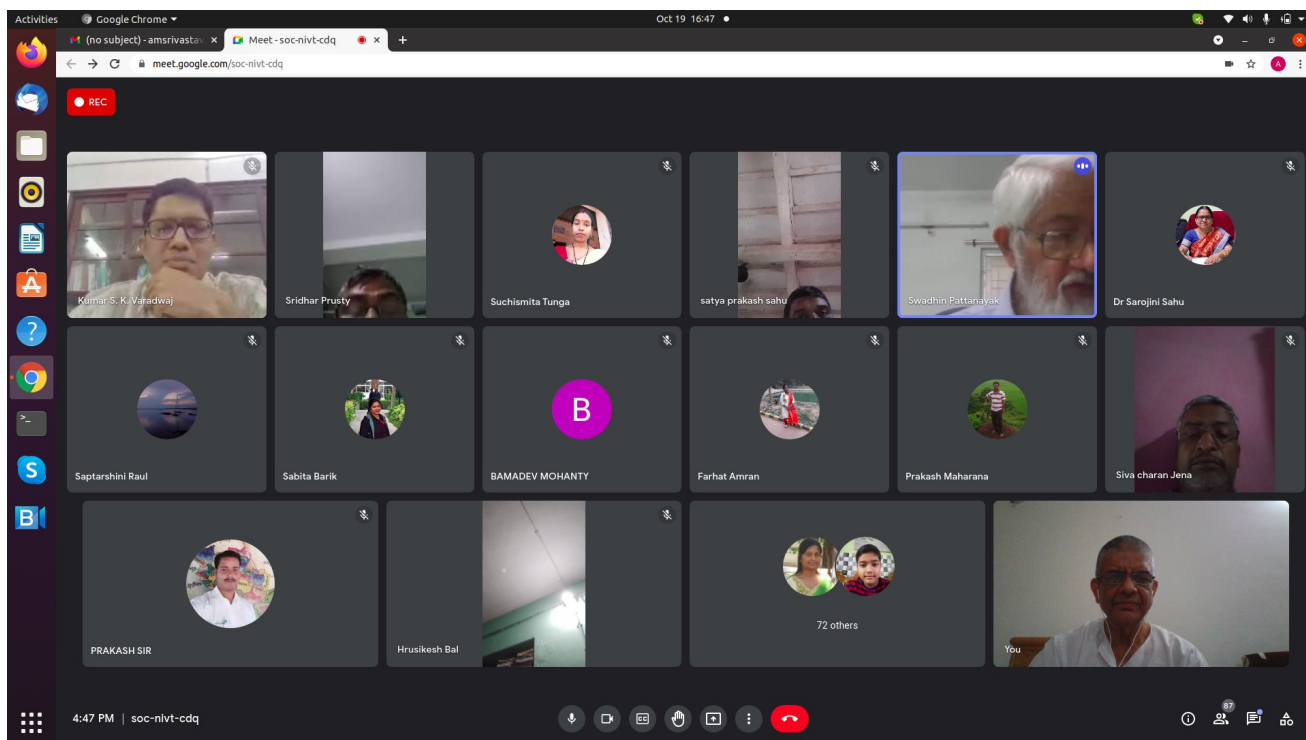 Activities Google Chrome Oct 19 16:47
(no subject) - amsrivastav Meet - soc-nivt-cdq
meet.google.com/soc-nivt-cdq A
REC
Kumar S. K. Varadwaj Sridhar Prusty Suchismita Tunga satya prakash sahu Swadhin Pattanayak Dr Sarojini Sahu
B
Saptarshini Raul Sabita Barik BAMADEV MOHANTY Farhat Amran Prakash Maharana Siva charan Jena
72 others
PRAKASH SIR Hrusikesh Bal You
4:47 PM | soc-nivt-cdq CC 87